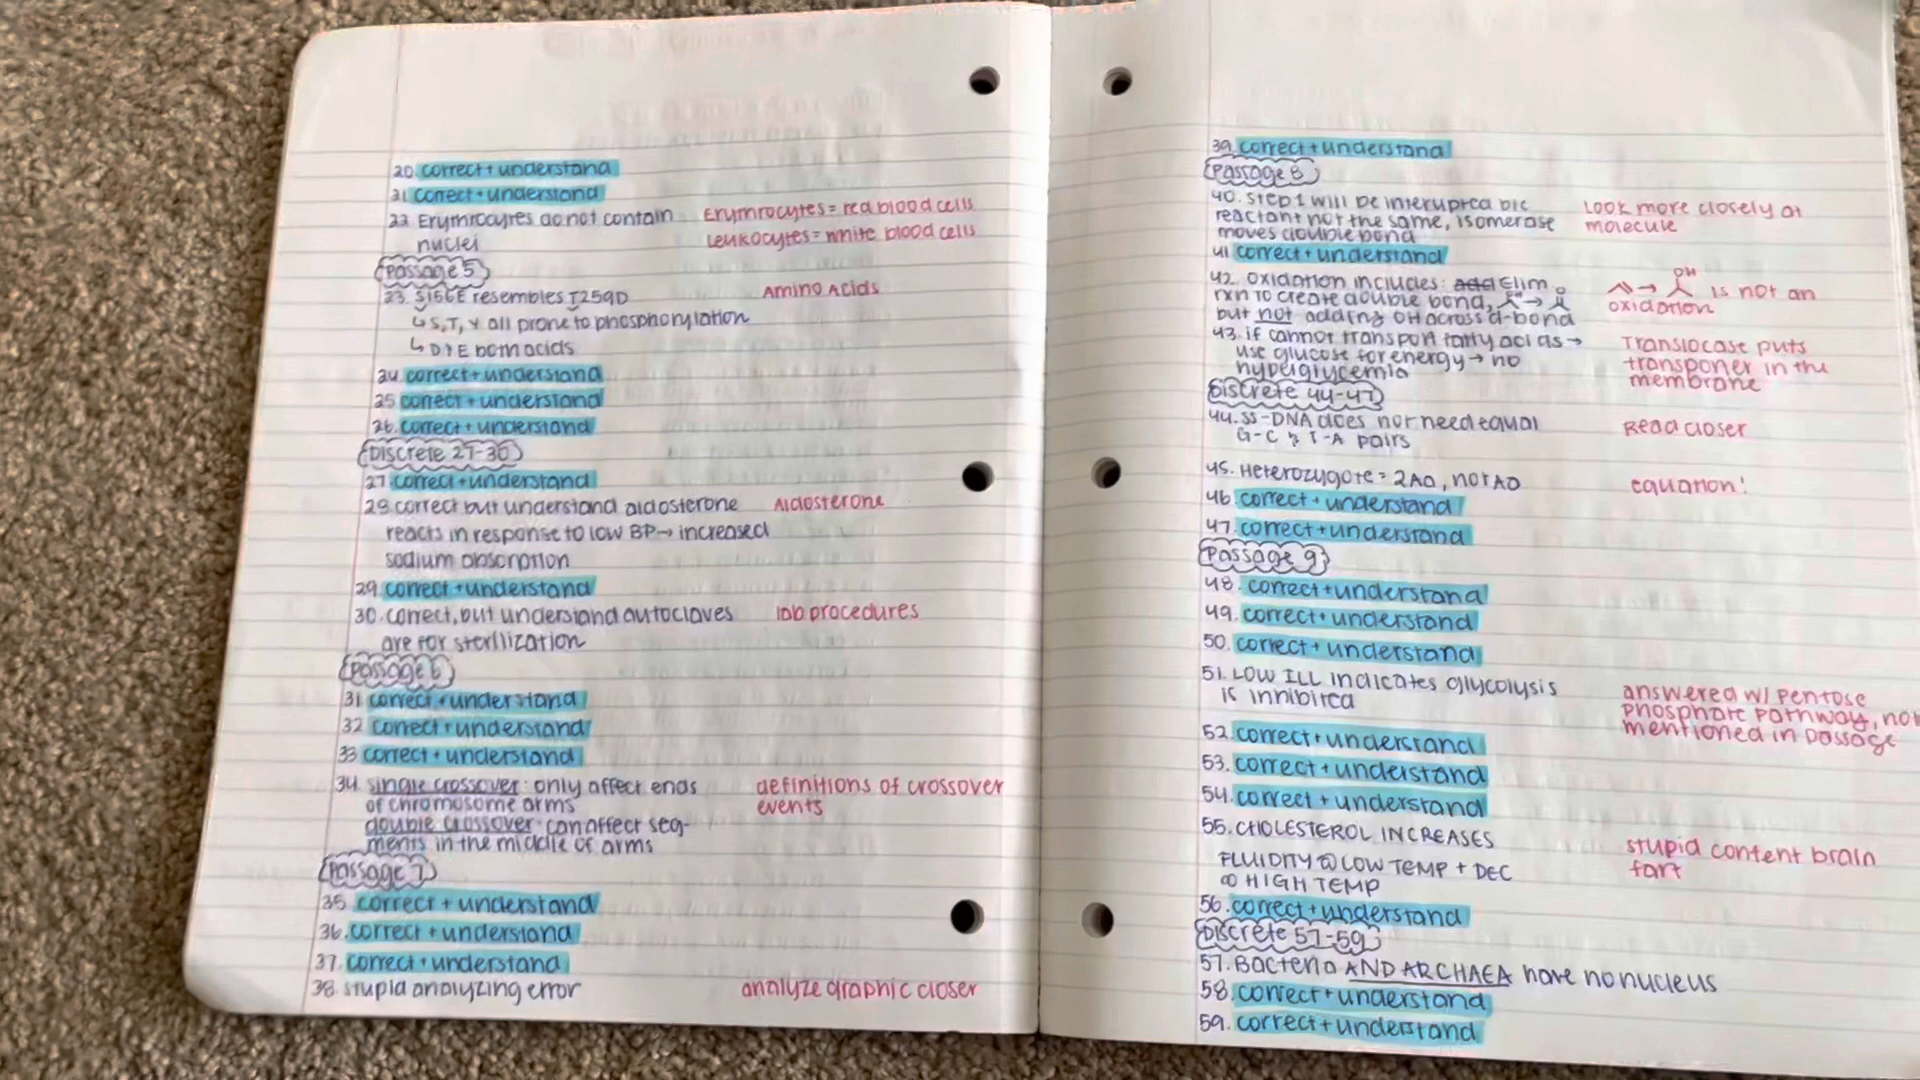 20. correct + understand
21 correct + understand
22 Erymrocytes do not contain
nuclei
Erymrocytes = red blood cells
Leukocytes = white blood cells
Passage 5
23. S156E resembles T259D
Amino Acids
↳ S, T, Y all prone to phosphorylation
↳ D & E both acids
24 correct + understand
25 correct + understand
26. correct + understand
Discrete 27-30
27. correct + understand
28. correct but understand aldosterone
Aldosterone
reacts in response to low BP → increased
sodium absorption
29. correct + understand
30. correct, but understand autoclaves
lab procedures
are for sterilization
Passage 6
31 correct + understand
32 correct + understand
33 correct + understand
34 single crossover: only affect ends
of chromosome arms
double crossover: can affect seg-
ments in the middle of arms
definitions of crossover
events
Passage 7
35 correct + understand
36. correct + understand
37. correct + understand
38 stupid analyzing error
analyze graphic closer
39. correct + understand
Passage 8
40. Step 1 will be interupted b/c
reactant not the same, isomerase
moves double bond
Look more closely at
molecule
41 correct + understand
42. oxidation includes: add Elim
rxn to create double bond, →
but not adding OH across d-bond
OH
→ is not an
oxidation
43. if cannot transport fatty acids →
use glucose for energy → no
hyperglycemia
Translocase puts
transporter in the
membrane
Discrete 44-47
44. ss-DNA does not need equal
G-C & T-A pairs
Read closer
45. Heterozygote = 2AO, not AO
equation!
46 correct + understand
47. correct + understand
Passage 9
48. correct + understand
49. correct + understand
50. correct + understand
51. LOW ILL indicates glycolysis
is inhibited
answered w/ pentose
phosphate pathway, not
mentioned in passage
52. correct + understand
53. correct + understand
54. correct + understand
55. CHOLESTEROL INCREASES
FLUIDITY @ LOW TEMP + DEC
@ HIGH TEMP
stupid content brain
fart
56. correct + understand
Discrete 57-59
57. Bacteria AND ARCHAEA have no nucleus
58. correct + understand
59. correct + understand